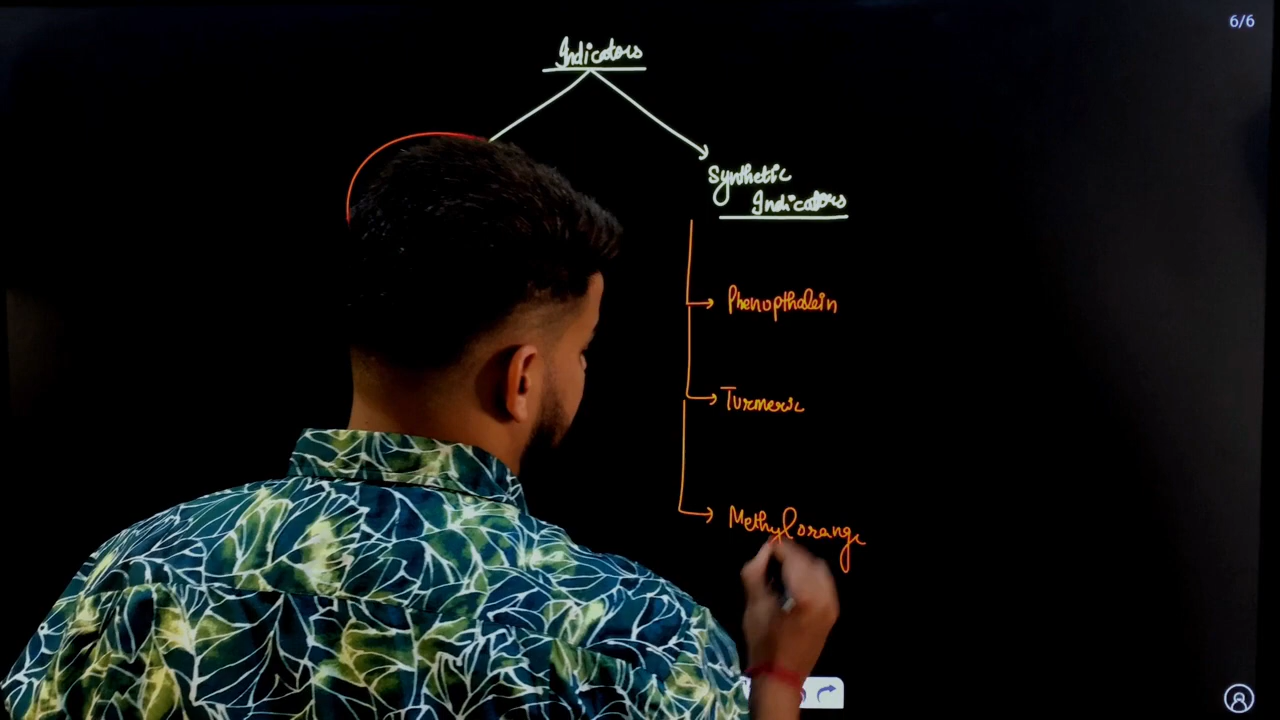 6/6
Indicators
Synthetic
Indicators
Phenopthalein
Turmeric
Methyl orange